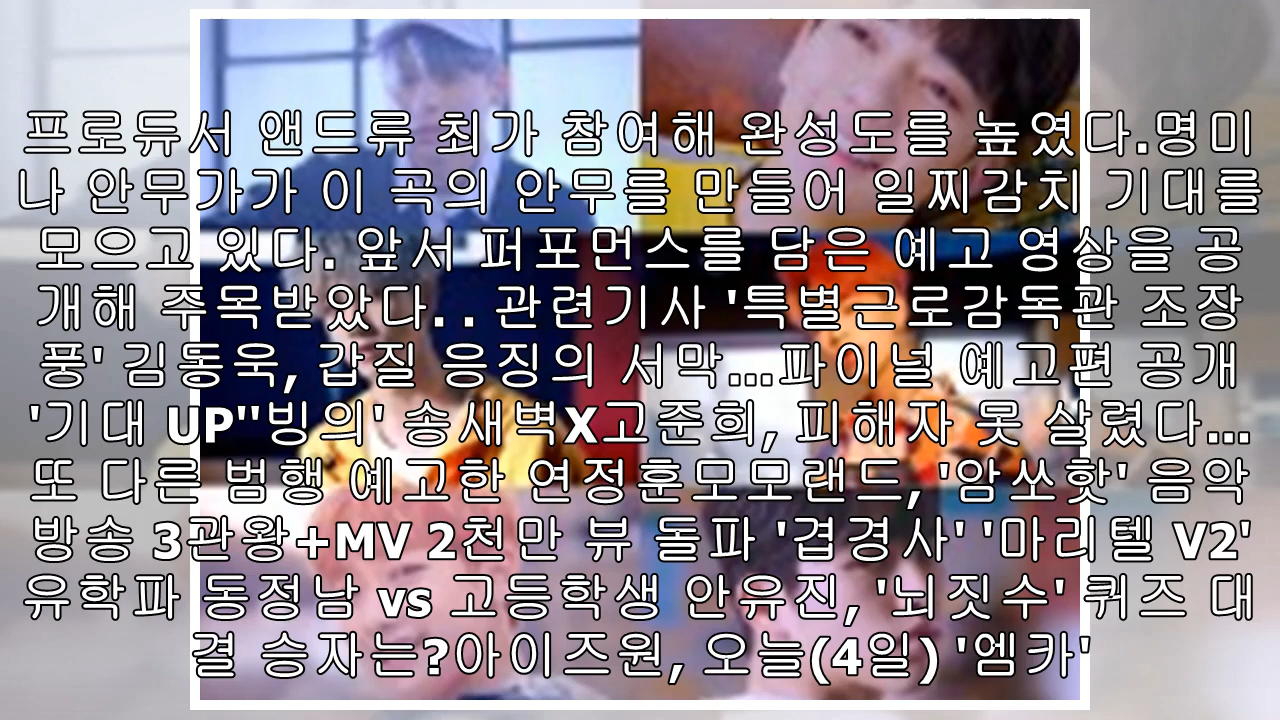 프로듀서 앤드류 최가 참여해 완성도를 높였다.명미
나 안무가가 이 곡의 안무를 만들어 일찌감치 기대를
모으고 있다. 앞서 퍼포먼스를 담은 예고 영상을 공
개해 주목받았다. . 관련기사 '특별근로감독관 조장
풍' 김동욱, 갑질 응징의 서막...파이널 예고편 공개
'기대 UP''빙의' 송새벽X고준희, 피해자 못 살렸다...
또 다른 범행 예고한 연정훈모모랜드, '암쏘핫' 음악
방송 3관왕+MV 2천만 뷰 돌파 '겹경사' '마리텔 V2'
유학파 동정남 vs 고등학생 안유진, '뇌짓수' 퀴즈 대
결 승자는?아이즈원, 오늘(4일) '엠카'